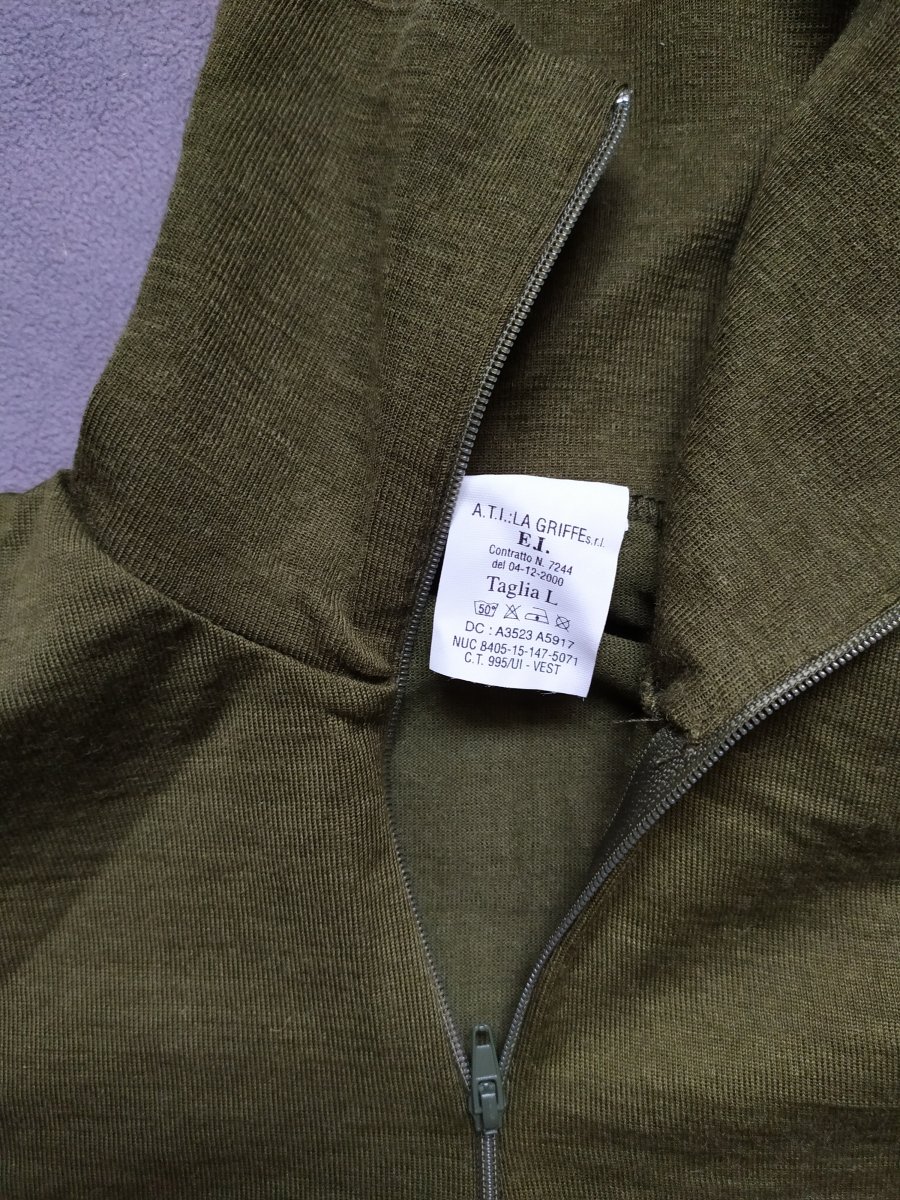 A.T.I.:LA GRIFFE s.r.l.
E.I.
Contratto N. 7244
del 04-12-2000
Taglia L
50°
DC : A3523 A5917
NUC 8405-15-147-5071
C.T. 995/UI - VEST